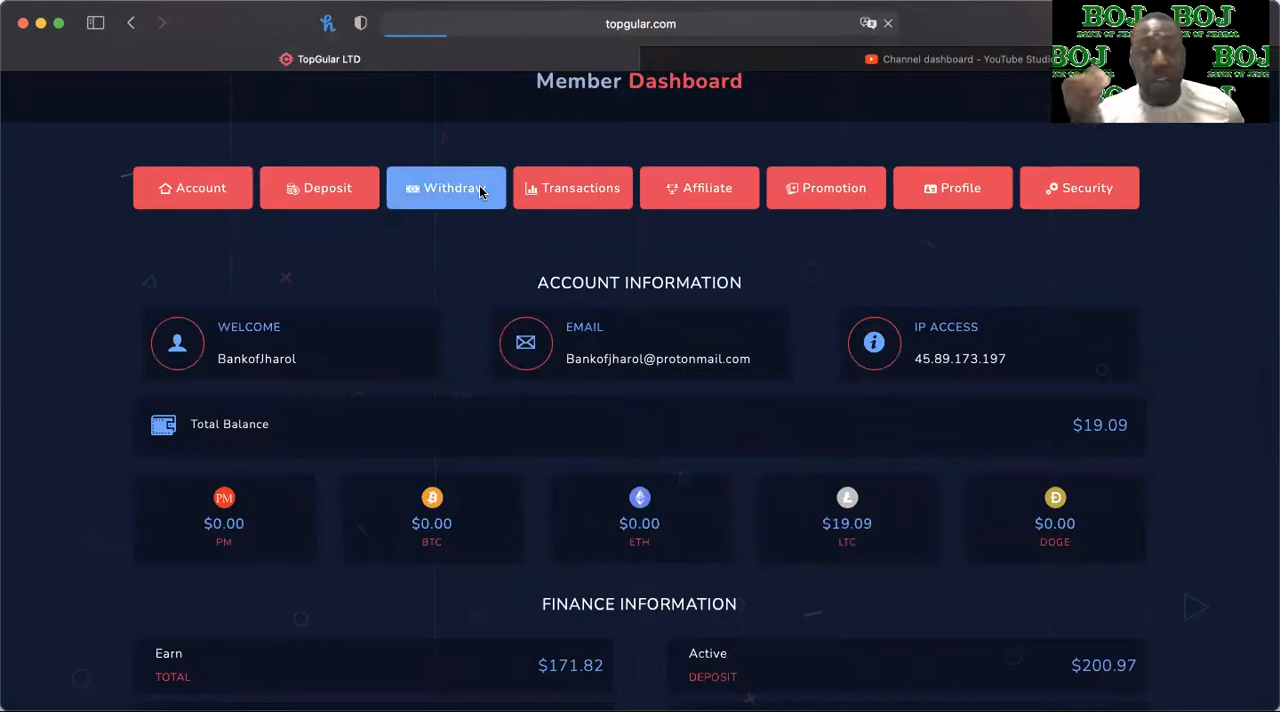 topgular.com
TopGular LTD
Channel dashboard - YouTube Studio
BOJ BOJ
BOJ BOJ
Member Dashboard
Account Deposit Withdraw Transactions Affiliate Promotion Profile Security
ACCOUNT INFORMATION
WELCOME
BankofJharol
EMAIL
Bankofjharol@protonmail.com
IP ACCESS
45.89.173.197
Total Balance
$19.09
PM
$0.00
PM
$0.00
BTC
$0.00
ETH
$19.09
LTC
$0.00
DOGE
FINANCE INFORMATION
Earn
TOTAL
$171.82
Active
DEPOSIT
$200.97